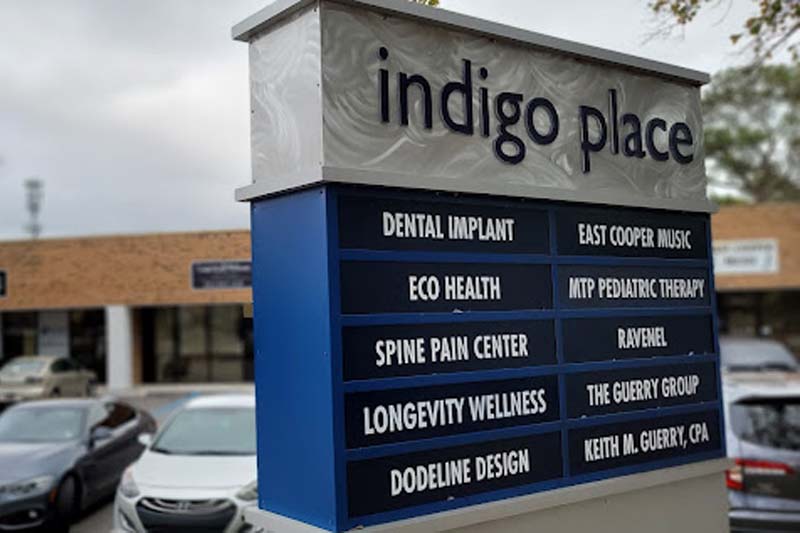 indigo place
DENTAL IMPLANT
ECO HEALTH
SPINE PAIN CENTER
LONGEVITY WELLNESS
DODELINE DESIGN
EAST COOPER MUSIC
MTP PEDIATRIC THERAPY
RAVENEL
THE GUERRY GROUP
KEITH M. GUERRY, CPA